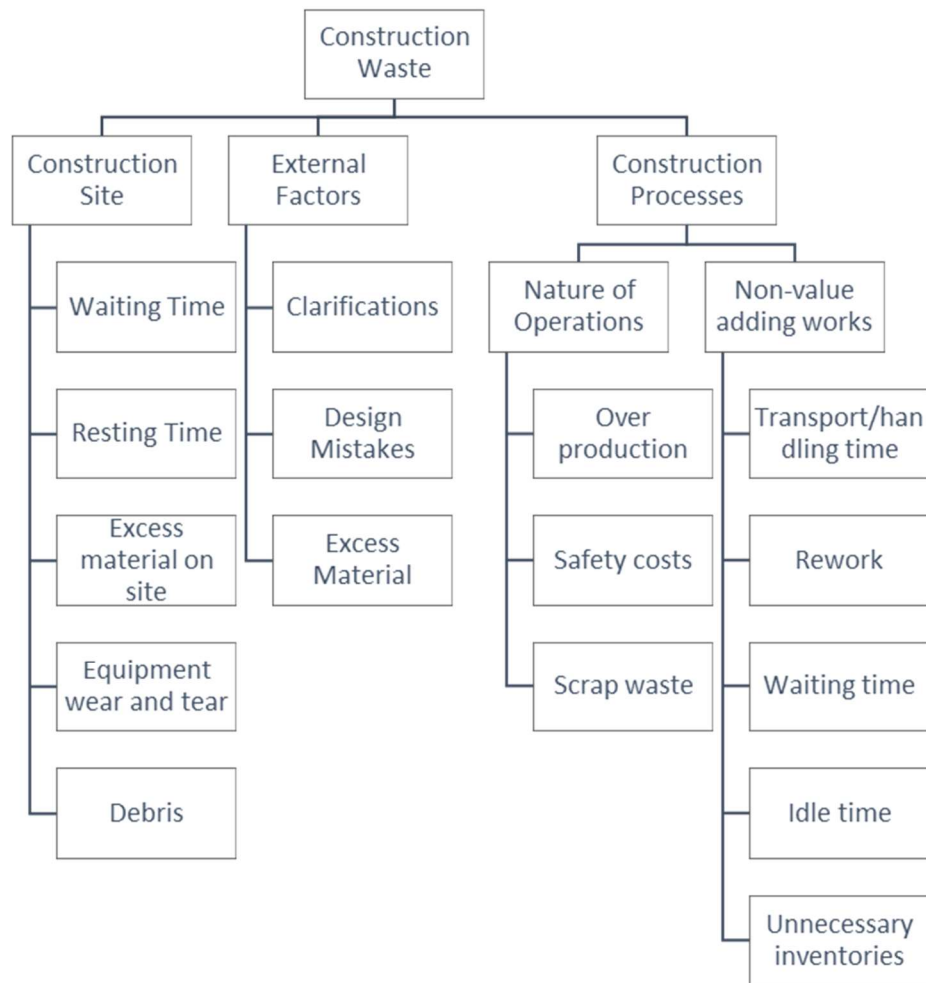 Construction
Waste
Construction
Site
External
Factors
Construction
Processes
Waiting Time
Resting Time
Excess
material on
site
Equipment
wear and tear
Debris
Clarifications
Design
Mistakes
Excess
Material
Nature of
Operations
Over
production
Safety costs
Scrap waste
Non-value
adding works
Transport/han
dling time
Rework
Waiting time
Idle time
Unnecessary
inventories